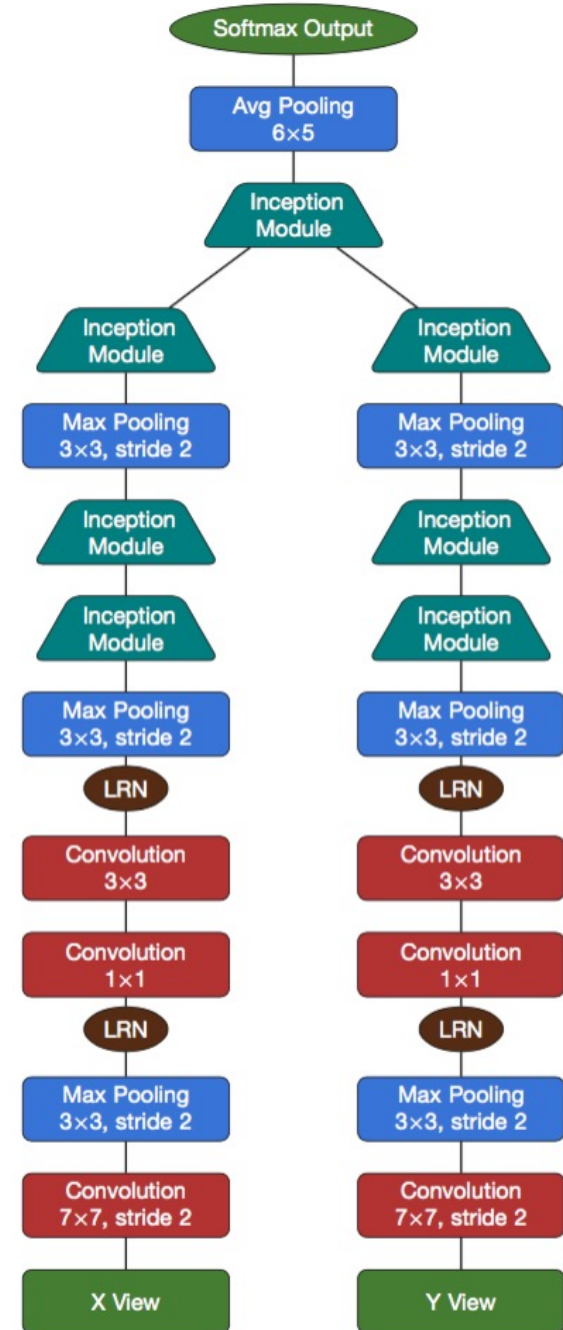 Softmax Output
Avg Pooling
6×5
Inception
Module
Inception
Module
Inception
Module
Max Pooling
3×3, stride 2
Max Pooling
3×3, stride 2
Inception
Module
Inception
Module
Inception
Module
Inception
Module
Max Pooling
3×3, stride 2
Max Pooling
3×3, stride 2
LRN
LRN
Convolution
3×3
Convolution
3×3
Convolution
1×1
Convolution
1×1
LRN
LRN
Max Pooling
3×3, stride 2
Max Pooling
3×3, stride 2
Convolution
7×7, stride 2
Convolution
7×7, stride 2
X View
Y View